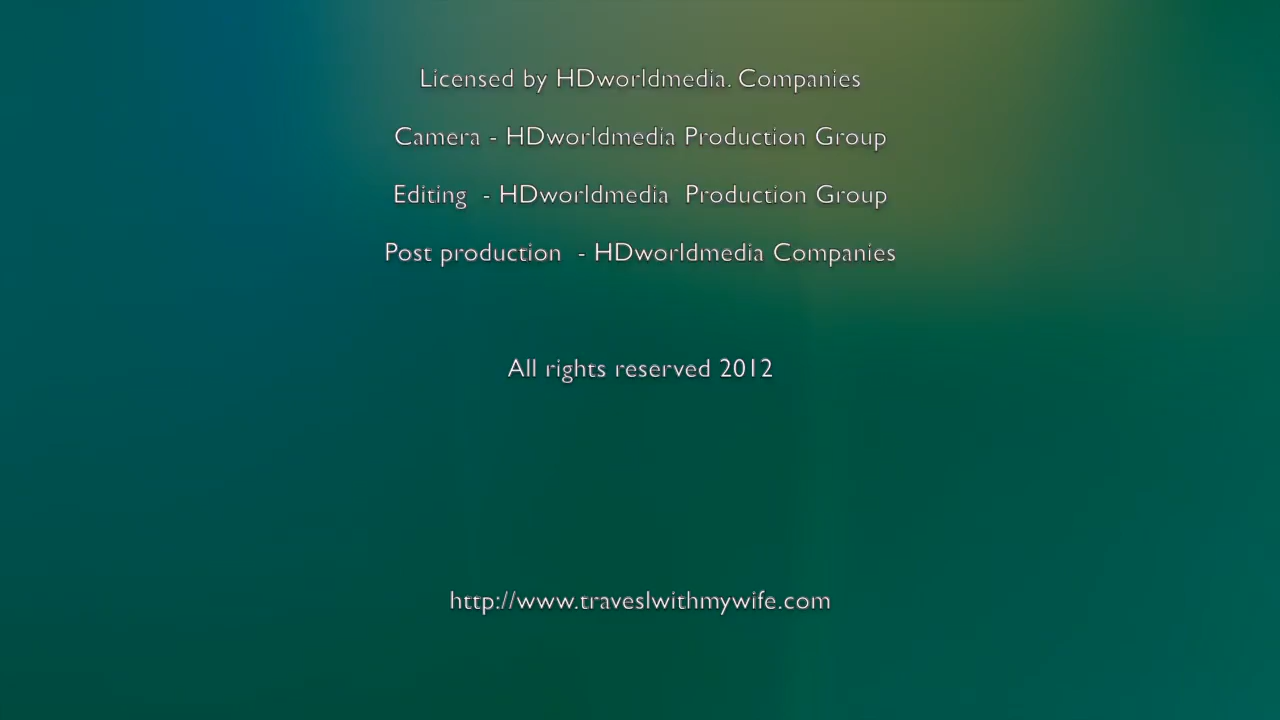 Licensed by HDworldmedia. Companies
Camera - HDworldmedia Production Group
Editing  - HDworldmedia  Production Group
Post production  - HDworldmedia Companies
All rights reserved 2012
http://www.traveslwithmywife.com